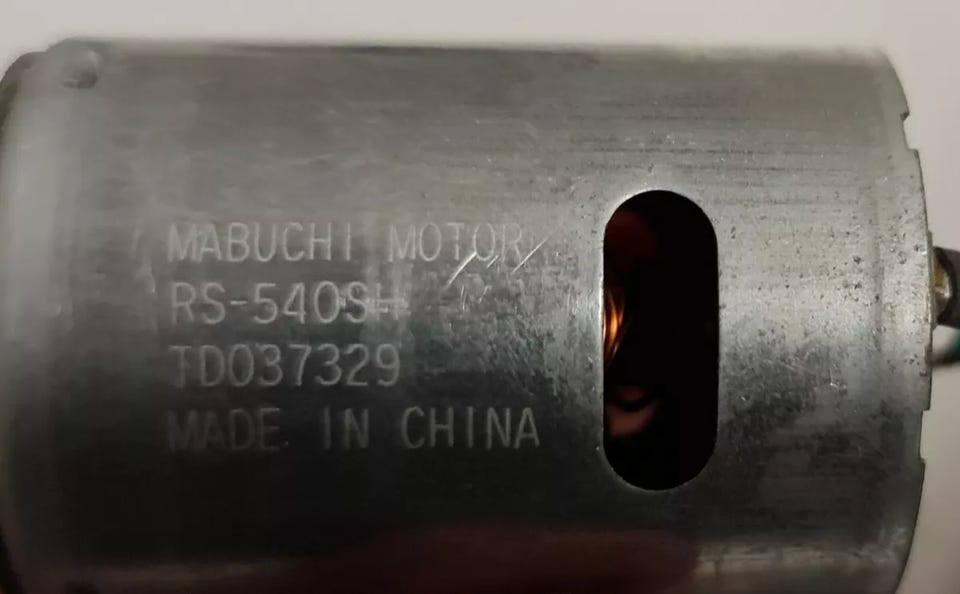 MABUCHI MOTOR
RS-540SH
TD037329
MADE IN CHINA